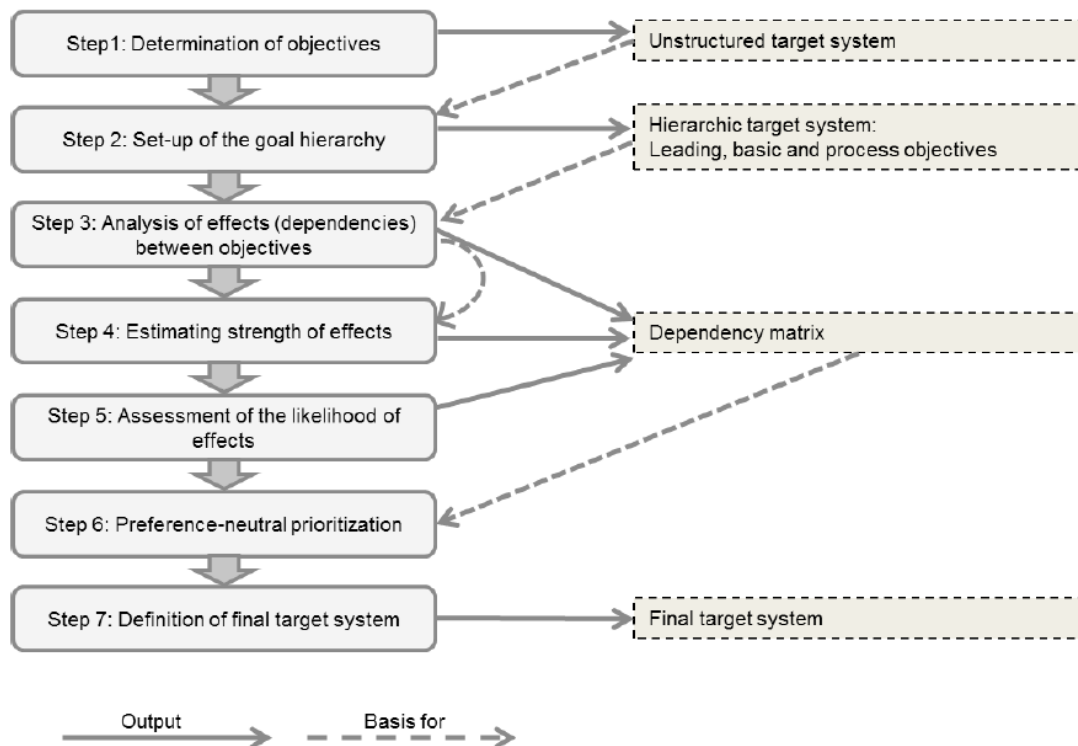 Step1: Determination of objectives
Unstructured target system
Step 2: Set-up of the goal hierarchy
Hierarchic target system:
Leading, basic and process objectives
Step 3: Analysis of effects (dependencies)
between objectives
Step 4: Estimating strength of effects
Dependency matrix
Step 5: Assessment of the likelihood of
effects
Step 6: Preference-neutral prioritization
Step 7: Definition of final target system
Final target system
Output
Basis for